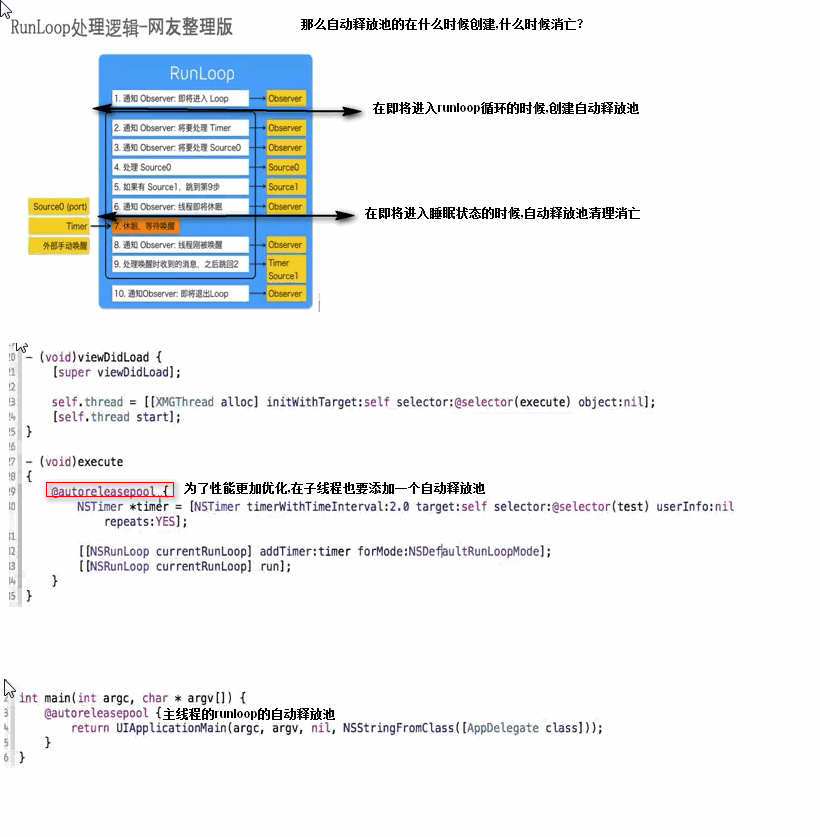 RunLoop处理逻辑-网友整理版
那么自动释放池的在什么时候创建,什么时候消亡?
RunLoop
1. 通知 Observer: 即将进入 Loop
Observer
在即将进入runloop循环的时候,创建自动释放池
2. 通知 Observer: 将要处理 Timer
Observer
3. 通知 Observer: 将要处理 Source0
Observer
4. 处理 Source0
Source0
5. 如果有 Source1、跳到第9步
Source1
Source0 (port)
6. 通知 Observer: 线程即将休眠
Observer
在即将进入睡眠状态的时候,自动释放池清理消亡
Timer
7. 休眠、等待唤醒
外部手动唤醒
8. 通知 Observer: 线程刚被唤醒
Observer
9. 处理唤醒时收到的消息、之后跳回2
Timer
Source1
10. 通知Observer: 即将退出Loop
Observer
20 - (void)viewDidLoad {
21 [super viewDidLoad];
22
23 self.thread = [[XMGThread alloc] initWithTarget:self selector:@selector(execute) object:nil];
24 [self.thread start];
25 }
26
27 - (void)execute
28 {
29 @autoreleasepool { 为了性能更加优化,在子线程也要添加一个自动释放池
30 NSTimer *timer = [NSTimer timerWithTimeInterval:2.0 target:self selector:@selector(test) userInfo:nil
repeats:YES];
31
32 [[NSRunLoop currentRunLoop] addTimer:timer forMode:NSDefaultRunLoopMode];
33 [[NSRunLoop currentRunLoop] run];
34 }
35 }
2 int main(int argc, char * argv[]) {
3 @autoreleasepool {主线程的runloop的自动释放池
4 return UIApplicationMain(argc, argv, nil, NSStringFromClass([AppDelegate class]));
5 }
6 }